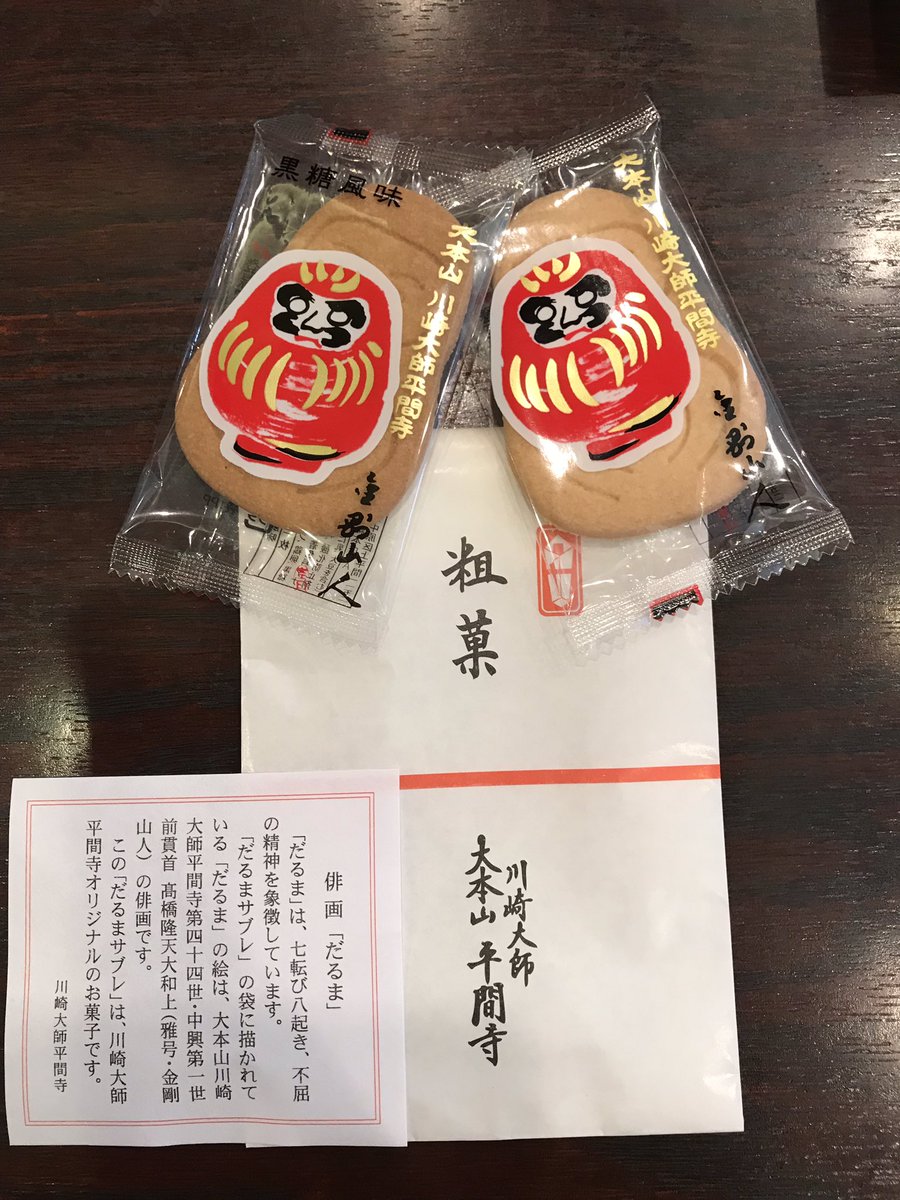 黒糖風味
大本山 川崎大師平間寺
金剛山人
大本山 川崎大師平間寺
金剛山人
粗菓
川崎大師
大本山 平間寺
俳画「だるま」
「だるま」は、七転び八起き、不屈
の精神を象徴しています。
「だるまサブレ」の袋に描かれて
いる「だるま」の絵は、大本山川崎
大師平間寺第四十四世・中興第一世
前貫首 髙橋隆天大和上(雅号・金剛
山人)の俳画です。
この「だるまサブレ」は、川崎大師
平間寺オリジナルのお菓子です。
川崎大師平間寺